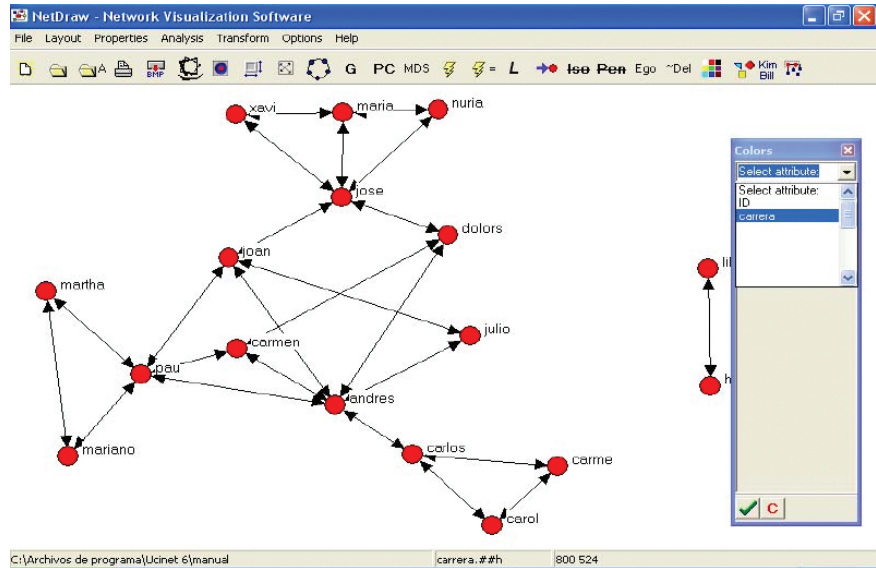 NetDraw - Network Visualization Software
File Layout Properties Analysis Transform Options Help
A BMP G PC MDS = L Iso Pen Ego ~Del Kim Bill
xavi
maria
nuria
jose
dolors
joan
martha
carmen
julio
pau
andres
mariano
carlos
carme
carol
lil
h
Colors
Select attribute:
Select attribute:
ID
carrera
C
C:\Archivos de programa\Ucinet 6\manual carrera.##h 800 524